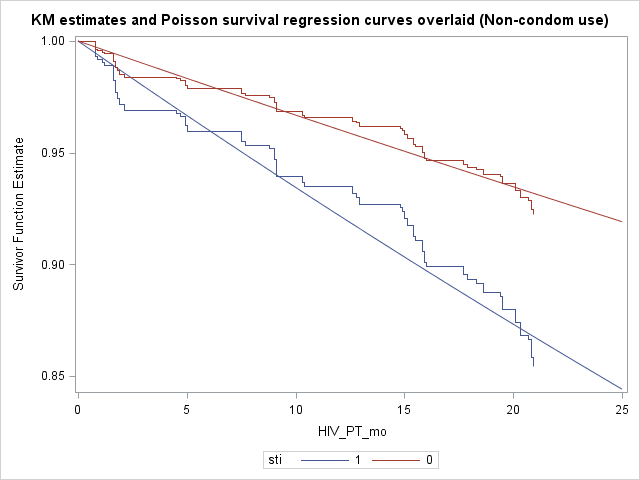 KM estimates and Poisson survival regression curves overlaid (Non-condom use)
1.00
0.95
0.90
0.85
Survivor Function Estimate
0 5 10 15 20 25
HIV_PT_mo
sti 1 0